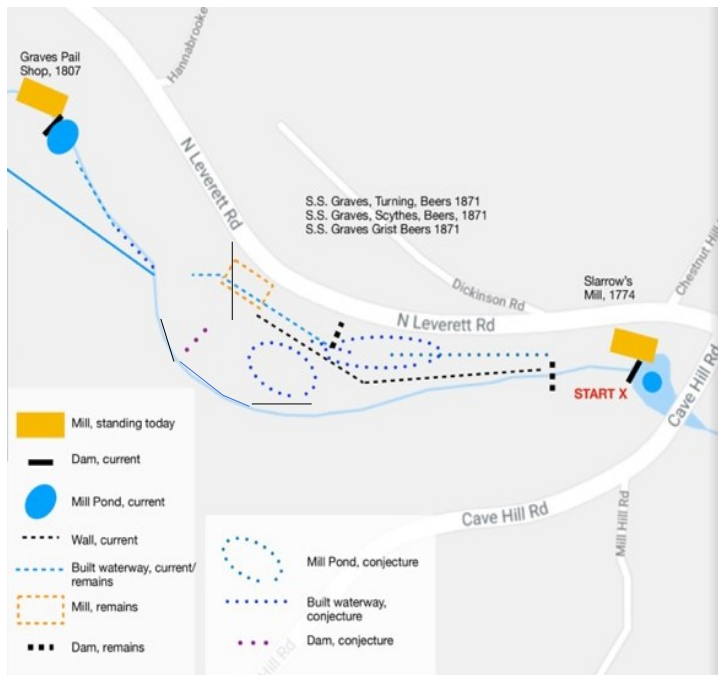 Hannabrooke
Graves Pail
Shop, 1807
N Leverett Rd
S.S. Graves, Turning, Beers 1871
S.S. Graves, Scythes, Beers, 1871
S.S. Graves Grist Beers 1871
Dickinson Rd
Chestnut Hill
Slarrow's
Mill, 1774
N Leverett Rd
START X
Cave Hill Rd
Cave Hill Rd
Mill Hill Rd
Mill, standing today
Dam, current
Mill Pond, current
Wall, current
Built waterway, current/
remains
Mill, remains
Dam, remains
Mill Pond, conjecture
Built waterway,
conjecture
Dam, conjecture
Hill Rd